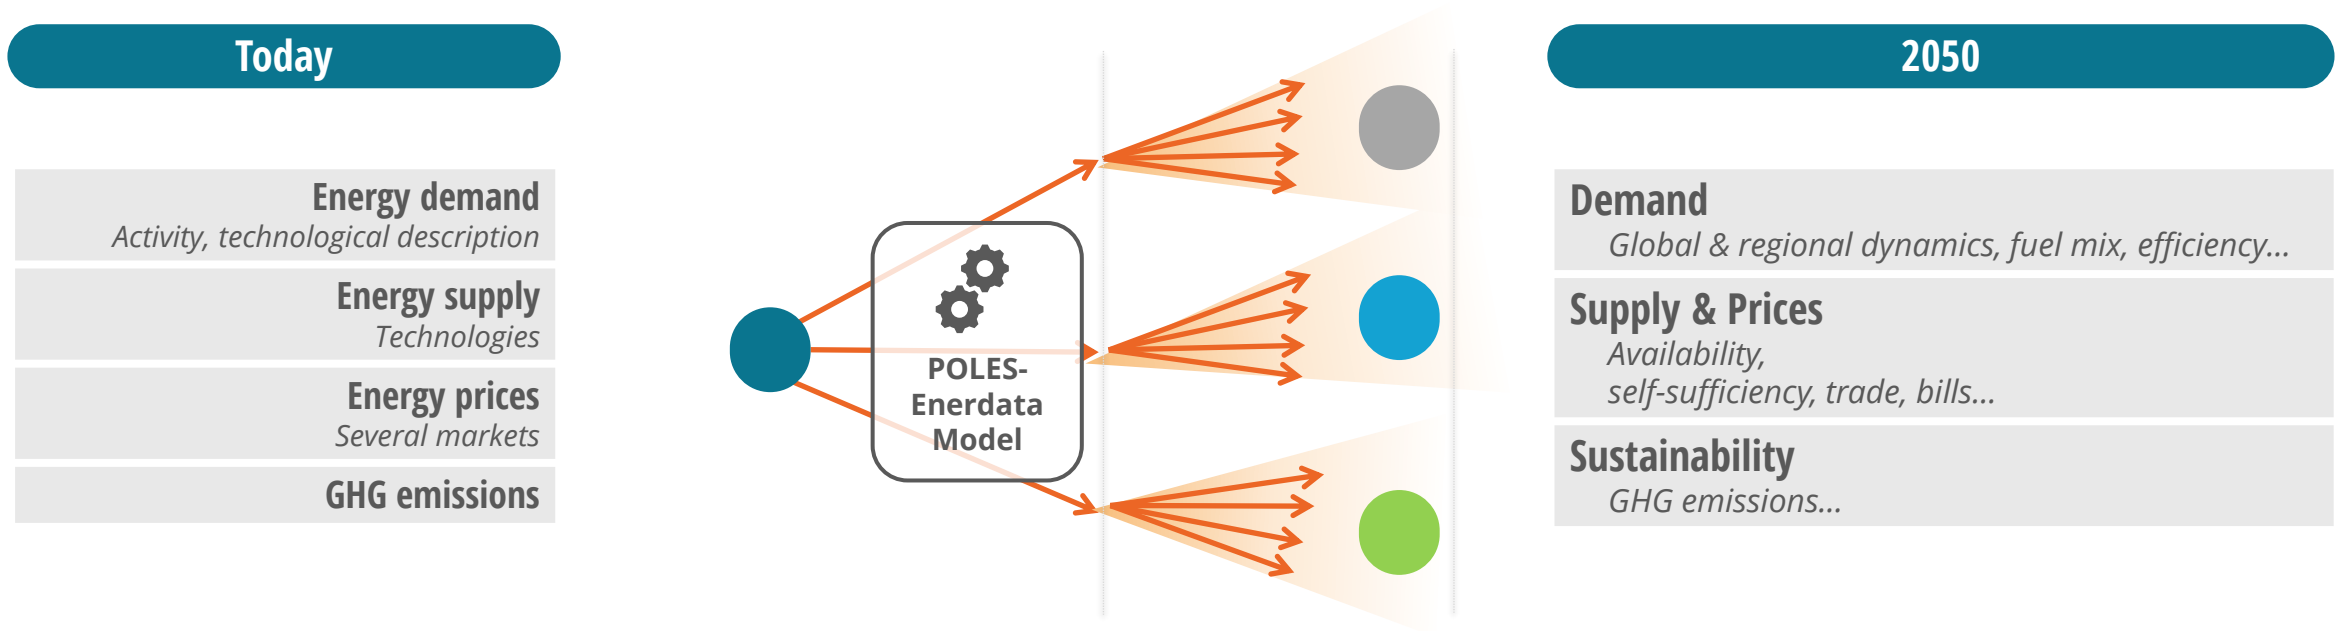 Today
Energy demand
Activity, technological description
Energy supply
Technologies
Energy prices
Several markets
GHG emissions
POLES-
Enerdata
Model
2050
Demand
Global & regional dynamics, fuel mix, efficiency...
Supply & Prices
Availability,
self-sufficiency, trade, bills...
Sustainability
GHG emissions...